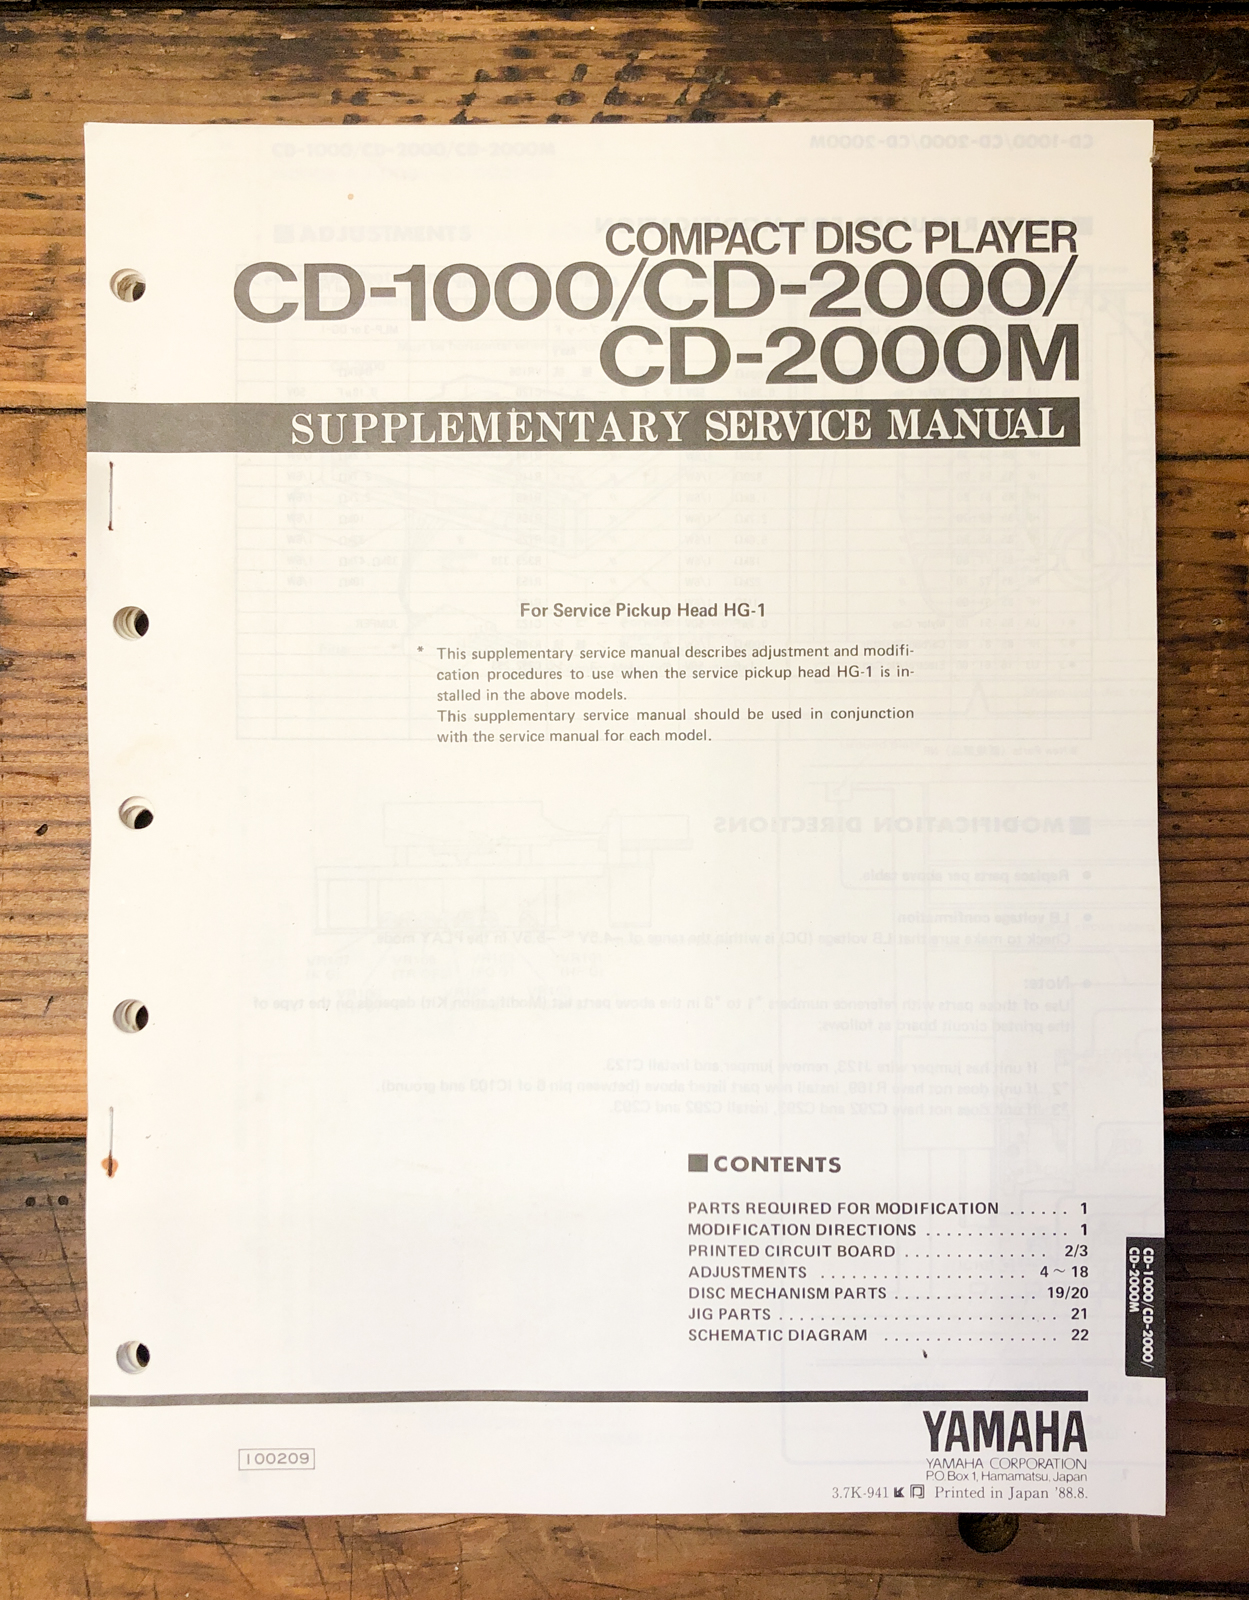 COMPACT DISC PLAYER
CD-1000/CD-2000/
CD-2000M
SUPPLEMENTARY SERVICE MANUAL
For Service Pickup Head HG-1
* This supplementary service manual describes adjustment and modifi-
cation procedures to use when the service pickup head HG-1 is in-
stalled in the above models.
This supplementary service manual should be used in conjunction
with the service manual for each model.
■ CONTENTS
PARTS REQUIRED FOR MODIFICATION ...... 1
MODIFICATION DIRECTIONS .............. 1
PRINTED CIRCUIT BOARD .............. 2/3
ADJUSTMENTS ..................... 4 ~ 18
DISC MECHANISM PARTS .............. 19/20
JIG PARTS ........................... 21
SCHEMATIC DIAGRAM ................. 22
CD-1000/CD-2000/
CD-2000M
YAMAHA
YAMAHA CORPORATION
P.O.Box 1, Hamamatsu, Japan
100209
3.7K-941 Printed in Japan '88.8.